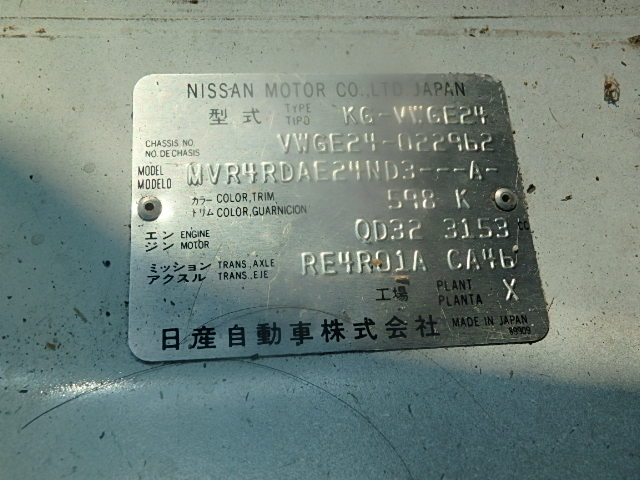 NISSAN MOTOR CO.,LTD. JAPAN
型式 TYPE TIPO KG-VWGE24
CHASSIS NO. NO.DE CHASIS VWGE24-022962
MODEL MODELO MVR4RDAE24ND3---A-
カラー COLOR,TRIM トリム COLOR,GUARNICION 598 K
エンジン ENGINE MOTOR QD32 3153 CC
ミッション アクスル TRANS.,AXLE TRANS.,EJE RE4R01A CA46
工場 PLANT PLANTA X
日産自動車株式会社 MADE IN JAPAN
89909